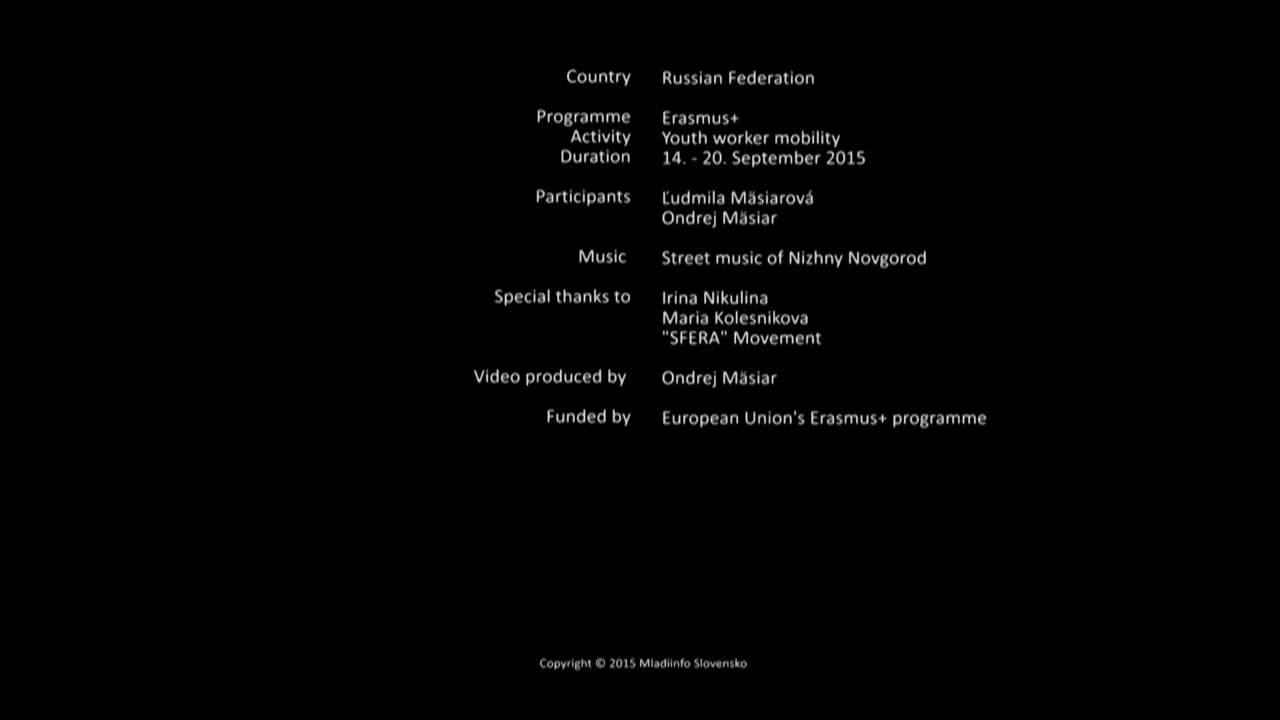 Country Russian Federation
Programme Erasmus+
Activity Youth worker mobility
Duration 14. - 20. September 2015
Participants Ľudmila Mäsiarová
Ondrej Mäsiar
Music Street music of Nizhny Novgorod
Special thanks to Irina Nikulina
Maria Kolesnikova
"SFERA" Movement
Video produced by Ondrej Mäsiar
Funded by European Union's Erasmus+ programme
Copyright © 2015 Mladiinfo Slovensko